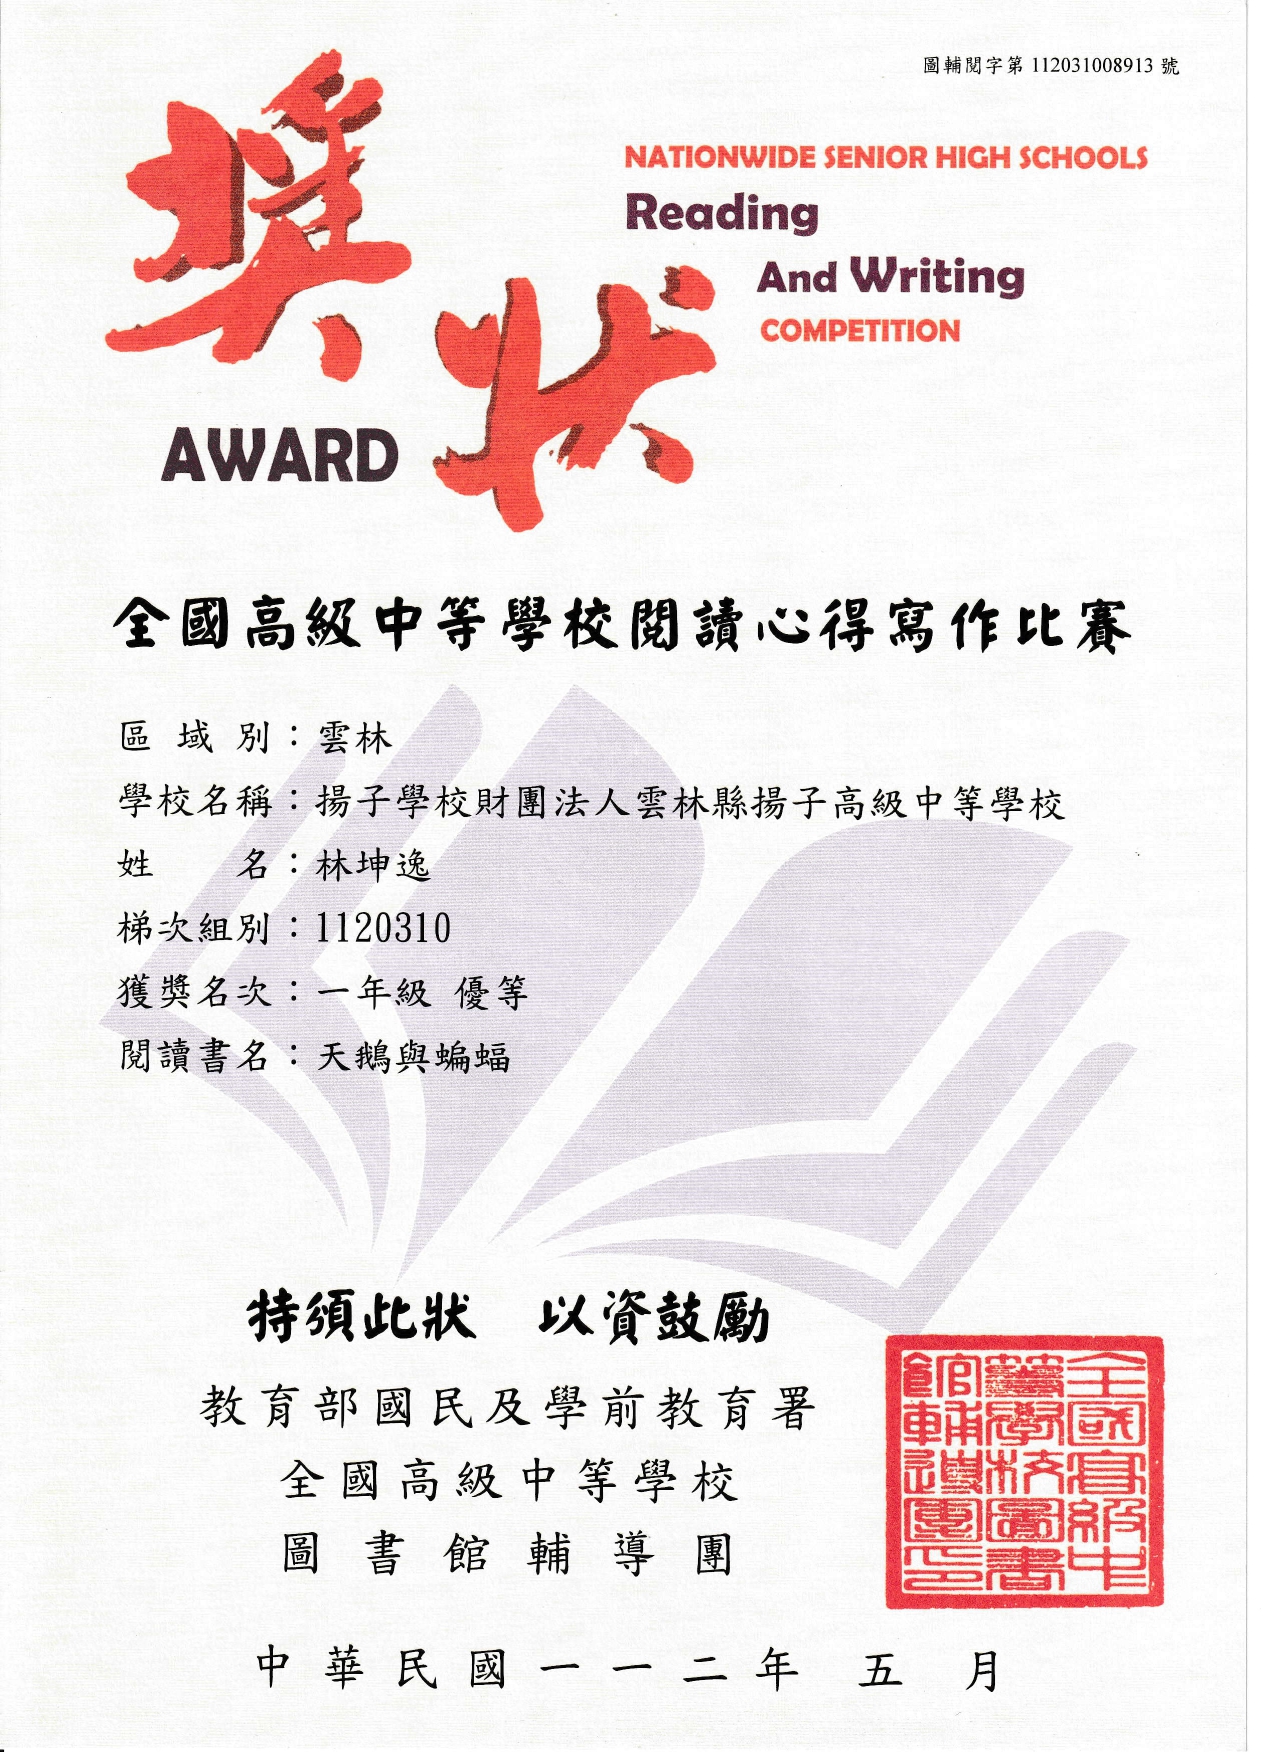 圖輔閱字第 112031008913 號
獎狀
AWARD
NATIONWIDE SENIOR HIGH SCHOOLS
Reading
And Writing
COMPETITION
全國高級中等學校閱讀心得寫作比賽
區域別：雲林
學校名稱：揚子學校財團法人雲林縣揚子高級中等學校
姓名：林坤逸
梯次組別：1120310
獲獎名次：一年級 優等
閱讀書名：天鵝與蝙蝠
特頒此狀 以資鼓勵
教育部國民及學前教育署
全國高級中等學校
圖書館輔導團
全國高級中
等學校圖書
館輔導團印
中華民國一一二年 五 月